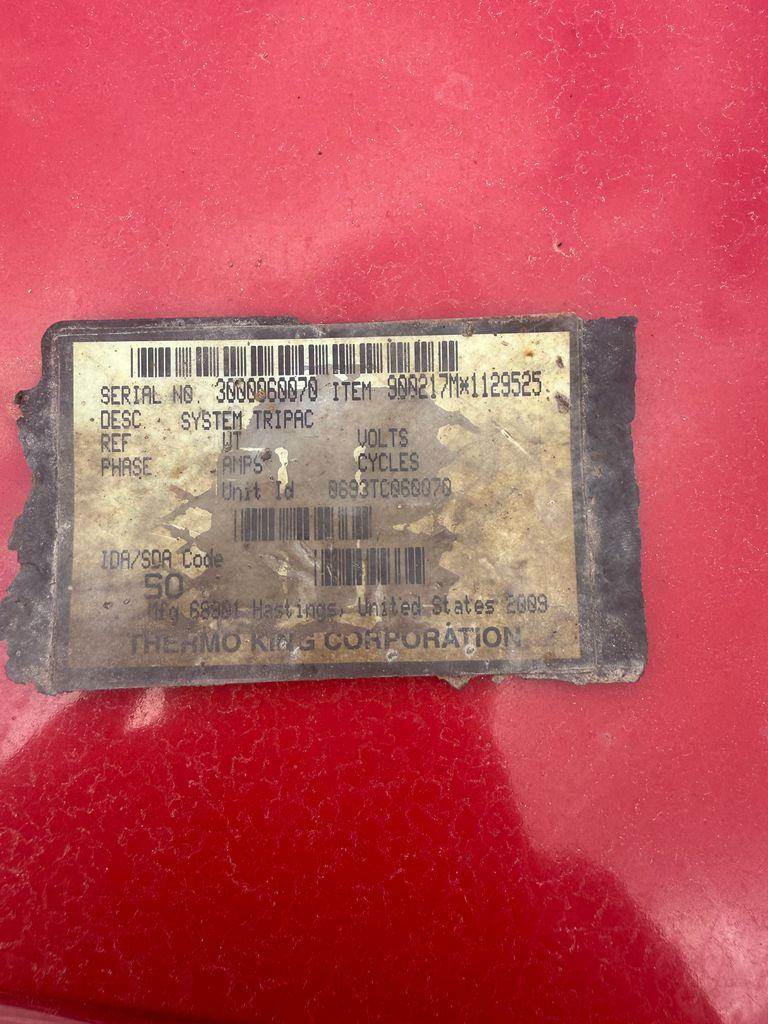 SERIAL NO. 3000060070 ITEM 900217M*1129525
DESC SYSTEM TRIPAC
REF WT VOLTS
PHASE AMPS CYCLES
Unit Id 0693TC060070
IDA/SDA Code
50
Mfg 68901 Hastings, United States 2009
THERMO KING CORPORATION